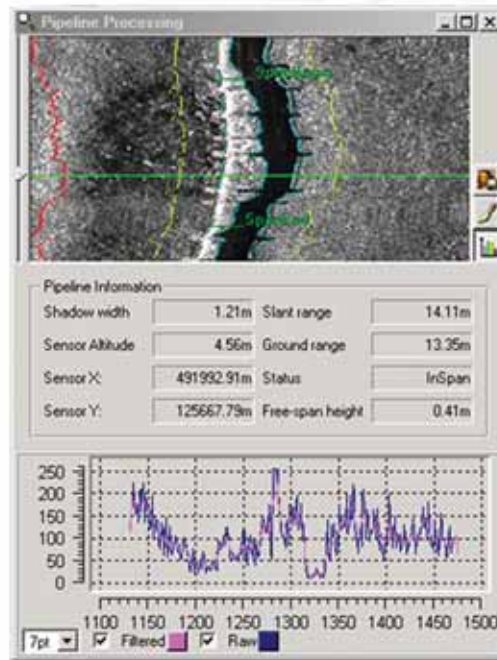 Pipeline Processing
Pipeline Information
Shadow width 1.21m Slant range 14.11m
Sensor Altitude 4.56m Ground range 13.35m
Sensor X: 491992.91m Status InSpan
Sensor Y: 125667.79m Free-span height 0.41m
250
200
150
100
50
0
1100 1150 1200 1250 1300 1350 1400 1450 1500
7pt Filtered Raw